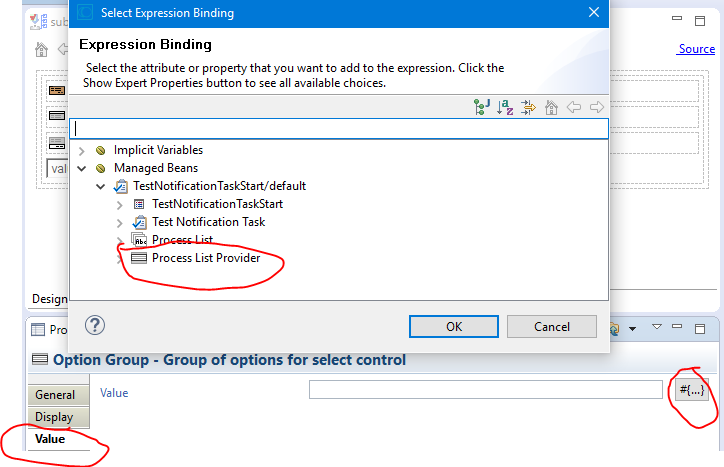 Select Expression Binding
sub
Expression Binding
Source
Select the attribute or property that you want to add to the expression. Click the
Show Expert Properties button to see all available choices.
Implicit Variables
Managed Beans
TestNotificationTaskStart/default
TestNotificationTaskStart
Test Notification Task
Abc
Process List
Process List Provider
val
Design
?
OK
Cancel
Pro
Option Group - Group of options for select control
General
Value
#{...}
Display
Value